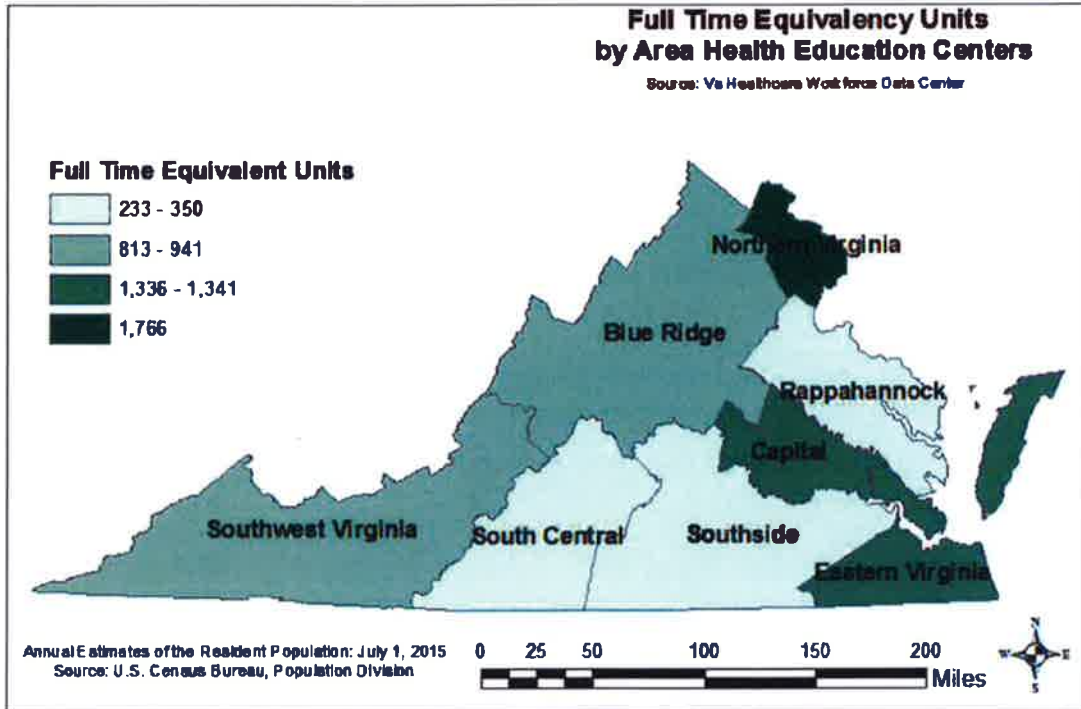 Full Time Equivalency Units
by Area Health Education Centers
Source: Va Healthcare Workforce Data Center
Full Time Equivalent Units
233 - 350
813 - 941
1,336 - 1,341
1,766
Northern Virginia
Blue Ridge
Rappahannock
Capital
Southwest Virginia
South Central
Southside
Eastern Virginia
Annual Estimates of the Resident Population: July 1, 2015
Source: U.S. Census Bureau, Population Division
0 25 50 100 150 200
Miles
N
W E
S